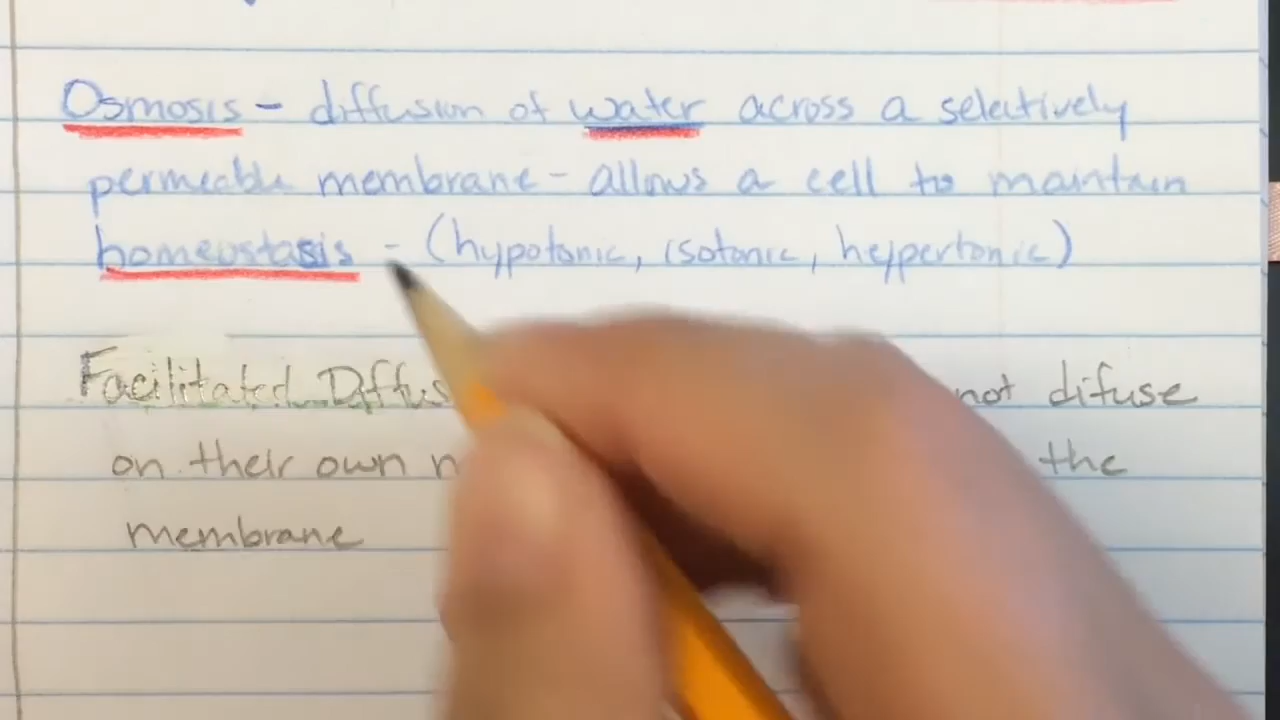 Osmosis - diffusion of water across a selectively
permeable membrane - allows a cell to maintain
homeostasis - (hypotonic, isotonic, hypertonic)
Facilitated Diffus not difuse
on their own n the
membrane